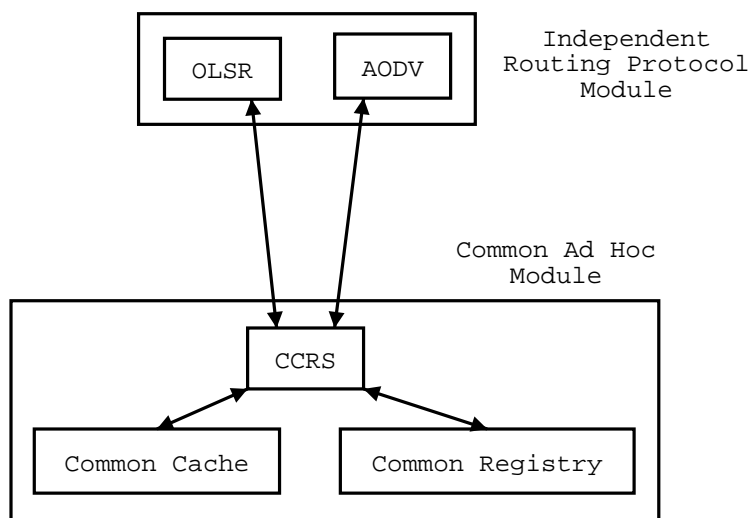 OLSR
AODV
Independent
Routing Protocol
Module
Common Ad Hoc
Module
CCRS
Common Cache
Common Registry